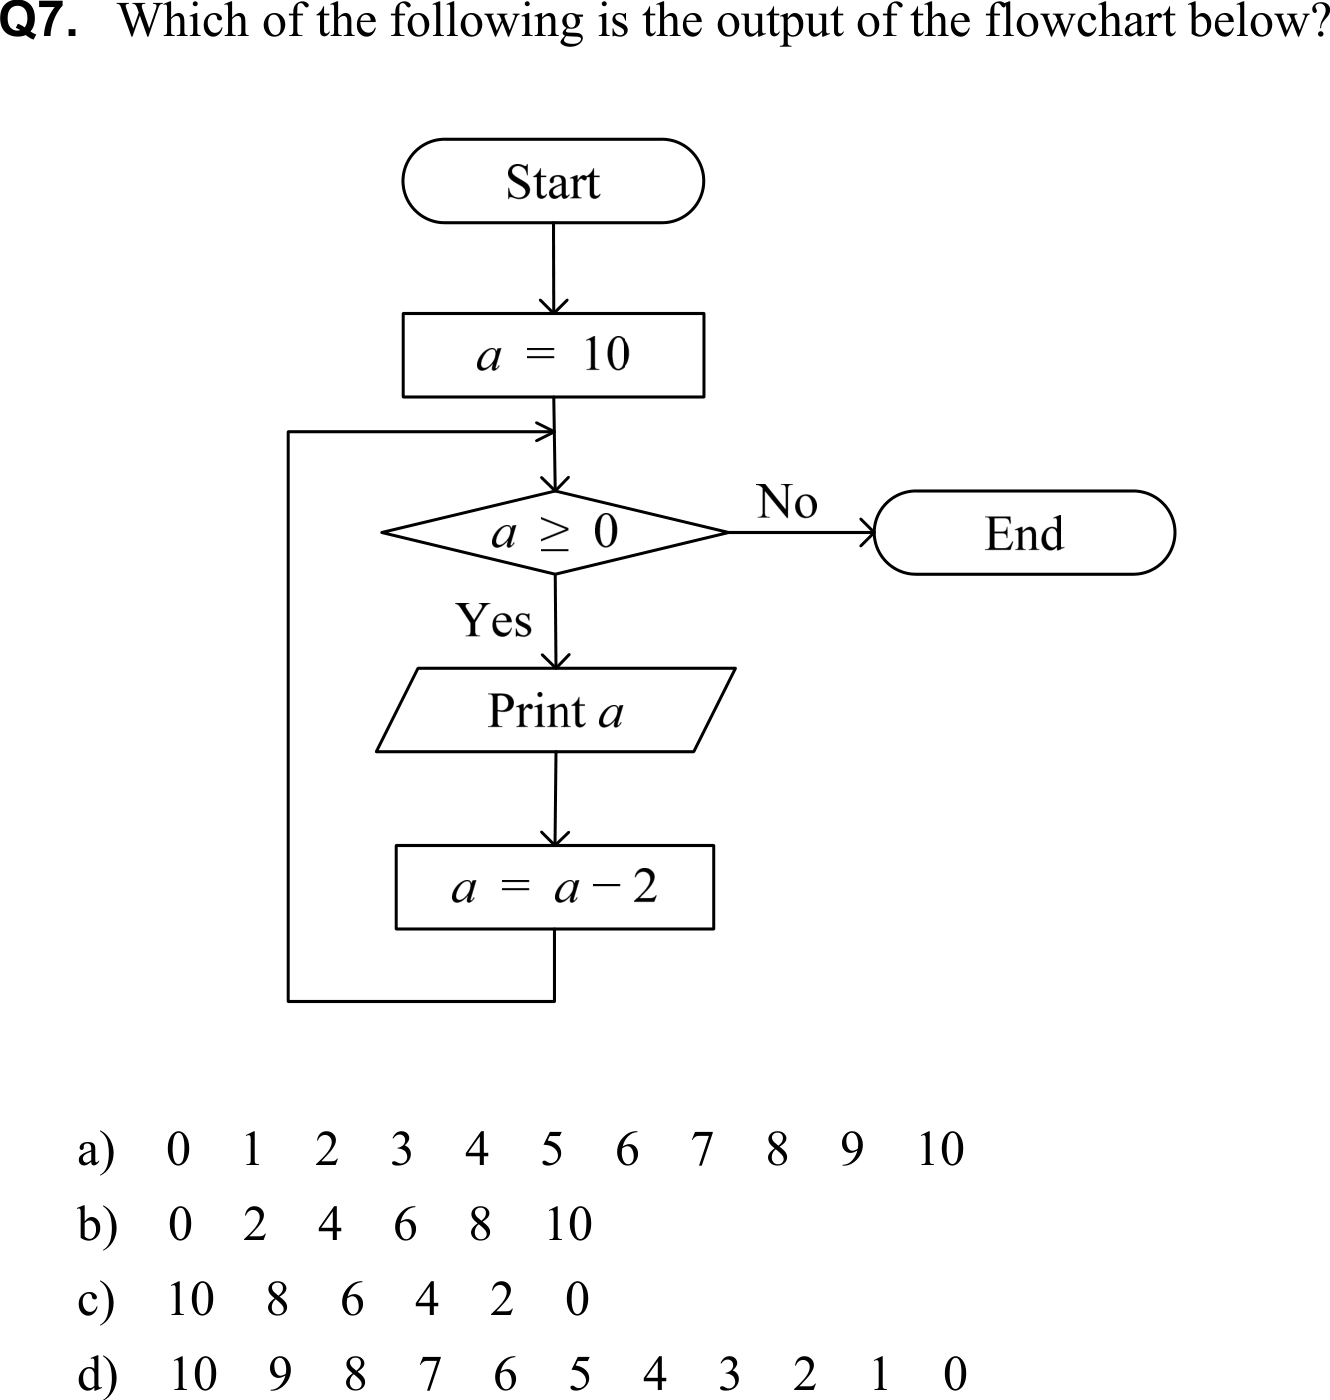 Q7. Which of the following is the output of the flowchart below?
Start
a = 10
a ≥ 0
No
End
Yes
Print a
a = a − 2
a) 0 1 2 3 4 5 6 7 8 9 10
b) 0 2 4 6 8 10
c) 10 8 6 4 2 0
d) 10 9 8 7 6 5 4 3 2 1 0